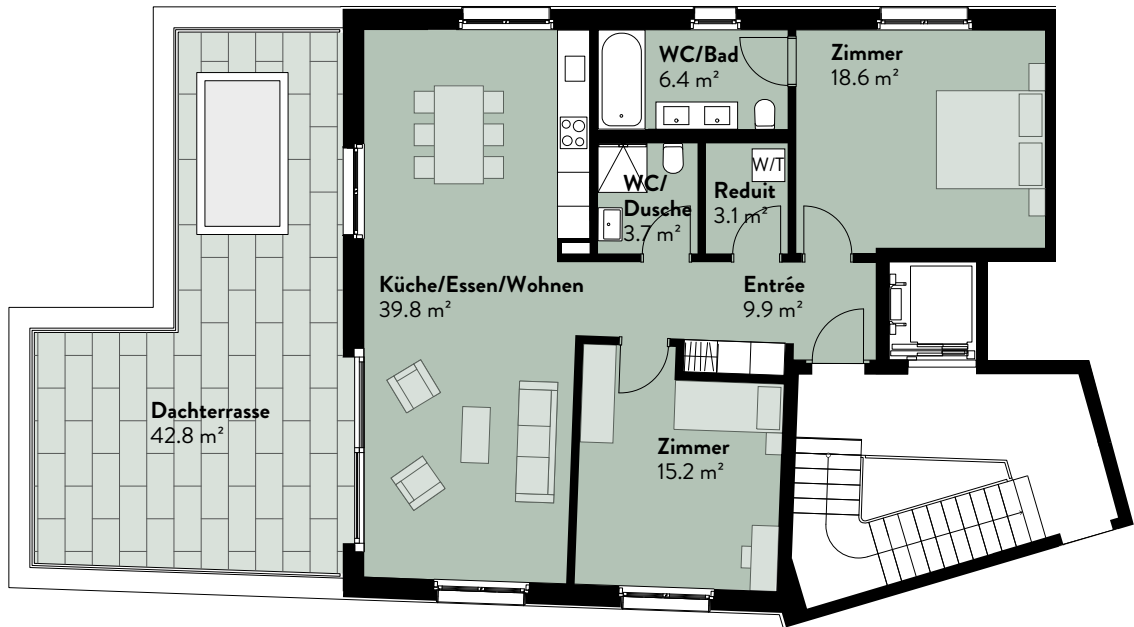 WC/Bad
6.4 m²
Zimmer
18.6 m²
W/T
WC/
Dusche
3.7 m²
Reduit
3.1 m²
Küche/Essen/Wohnen
39.8 m²
Entrée
9.9 m²
Dachterrasse
42.8 m²
Zimmer
15.2 m²